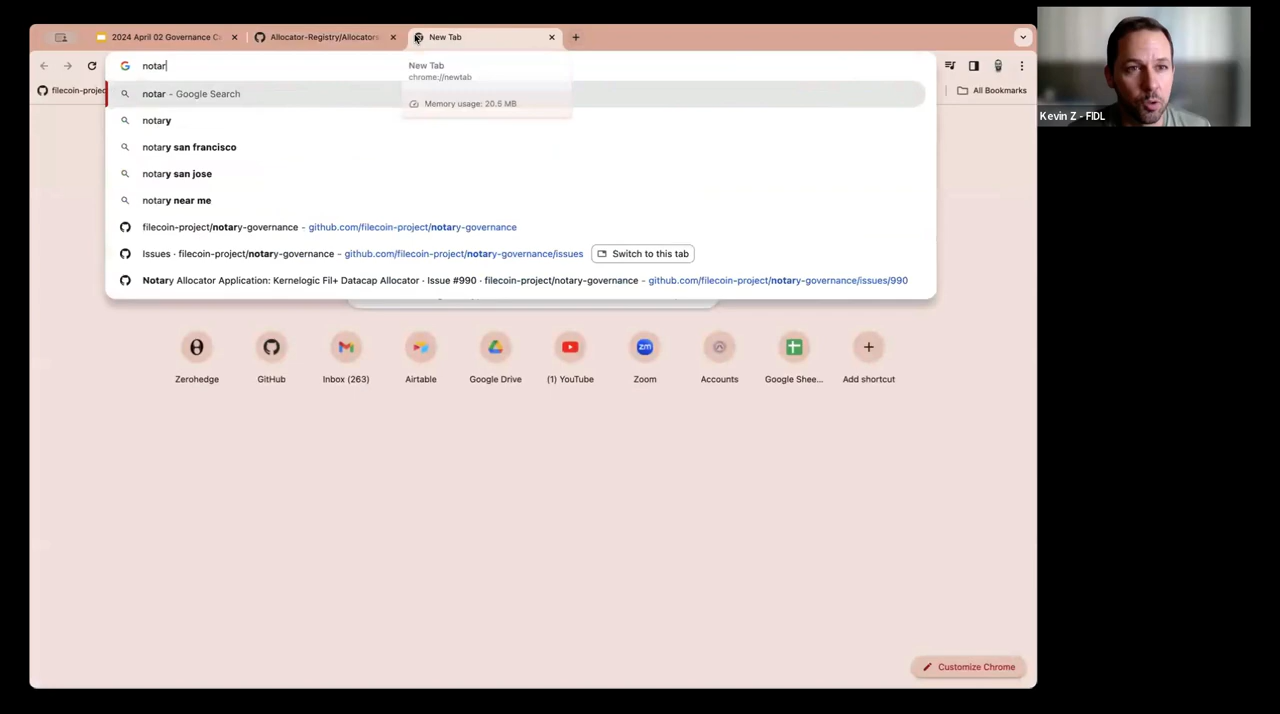 2024 April 02 Governance C
Allocator-Registry/Allocators
New Tab
notar
New Tab
chrome://newtab
All Bookmarks
filecoin-projec
notar - Google Search
Memory usage: 20.5 MB
notary
notary san francisco
notary san jose
notary near me
filecoin-project/notary-governance - github.com/filecoin-project/notary-governance
Issues · filecoin-project/notary-governance - github.com/filecoin-project/notary-governance/issues Switch to this tab
Notary Allocator Application: Kernelogic Fil+ Datacap Allocator · Issue #990 · filecoin-project/notary-governance - github.com/filecoin-project/notary-governance/issues/990
zm
Zerohedge GitHub Inbox (263) Airtable Google Drive (1) YouTube Zoom Accounts Google Shee... Add shortcut
Customize Chrome
Kevin Z - FIDL